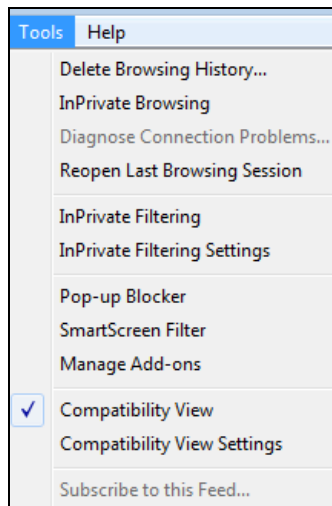 Tools Help
Delete Browsing History...
InPrivate Browsing
Diagnose Connection Problems...
Reopen Last Browsing Session
InPrivate Filtering
InPrivate Filtering Settings
Pop-up Blocker
SmartScreen Filter
Manage Add-ons
Compatibility View
Compatibility View Settings
Subscribe to this Feed...